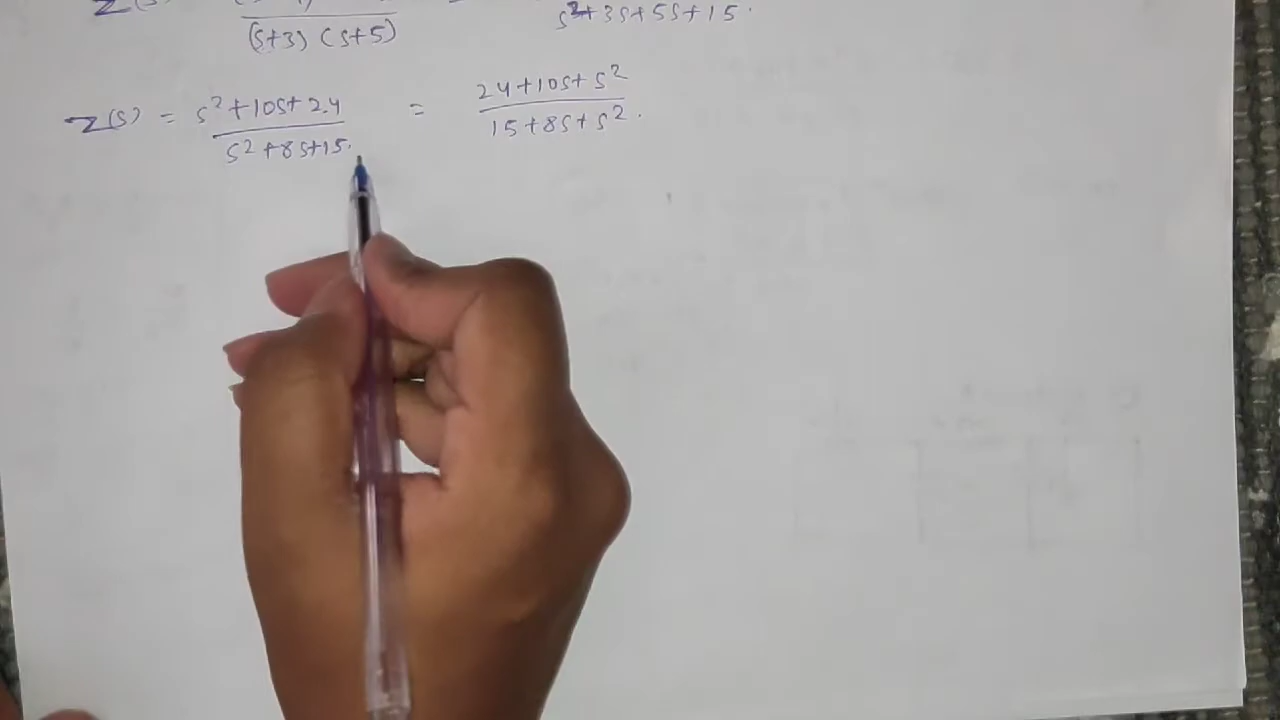 (s+3) (s+5) s²+3s+5s+15.
Z(s) = s²+10s+24 / s²+8s+15. = 24+10s+s² / 15+8s+s².